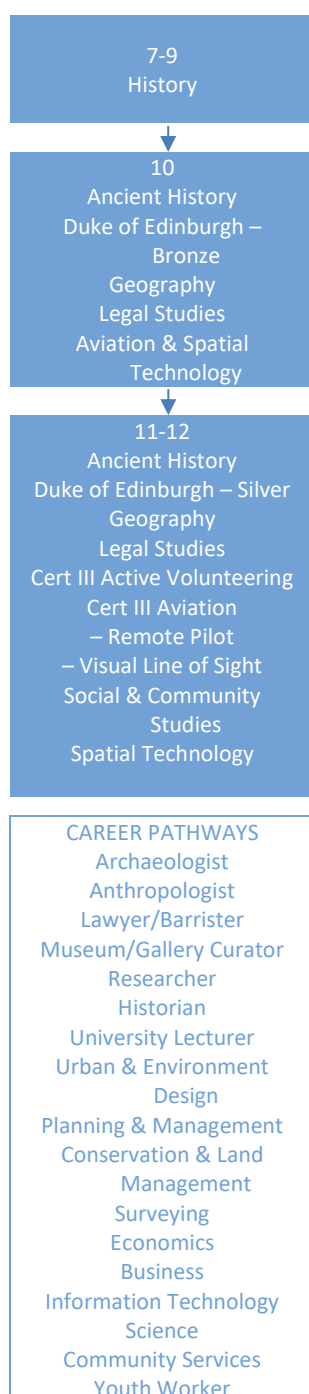 7-9
History
10
Ancient History
Duke of Edinburgh –
Bronze
Geography
Legal Studies
Aviation & Spatial
Technology
11-12
Ancient History
Duke of Edinburgh – Silver
Geography
Legal Studies
Cert III Active Volunteering
Cert III Aviation
– Remote Pilot
– Visual Line of Sight
Social & Community
Studies
Spatial Technology
CAREER PATHWAYS
Archaeologist
Anthropologist
Lawyer/Barrister
Museum/Gallery Curator
Researcher
Historian
University Lecturer
Urban & Environment
Design
Planning & Management
Conservation & Land
Management
Surveying
Economics
Business
Information Technology
Science
Community Services
Youth Worker